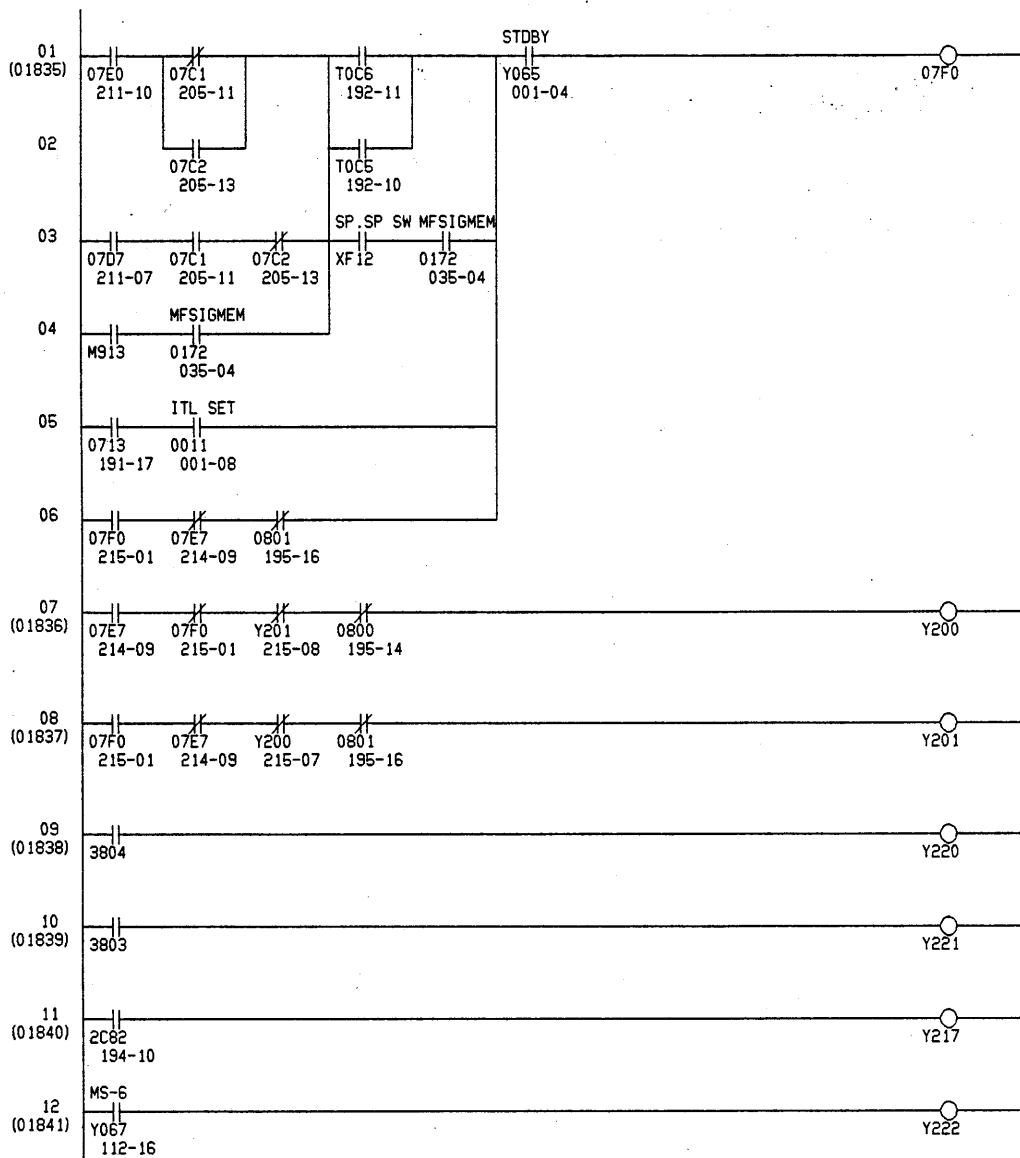 STDBY
01
(01835) 07E0 07C1 T0C6 Y065 07F0
211-10 205-11 192-11 001-04
02
07C2 T0C5
205-13 192-10
SP.SP SW MFSIGMEM
03
07D7 07C1 07C2 XF12 0172
211-07 205-11 205-13 035-04
MFSIGMEM
04
M913 0172
035-04
ITL SET
05
0713 0011
191-17 001-08
06
07F0 07E7 0801
215-01 214-09 195-16
07
(01836) 07E7 07F0 Y201 0800 Y200
214-09 215-01 215-08 195-14
08
(01837) 07F0 07E7 Y200 0801 Y201
215-01 214-09 215-07 195-16
09
(01838) 3804 Y220
10
(01839) 3803 Y221
11
(01840) 2C82 Y217
194-10
MS-6
12
(01841) Y067 Y222
112-16